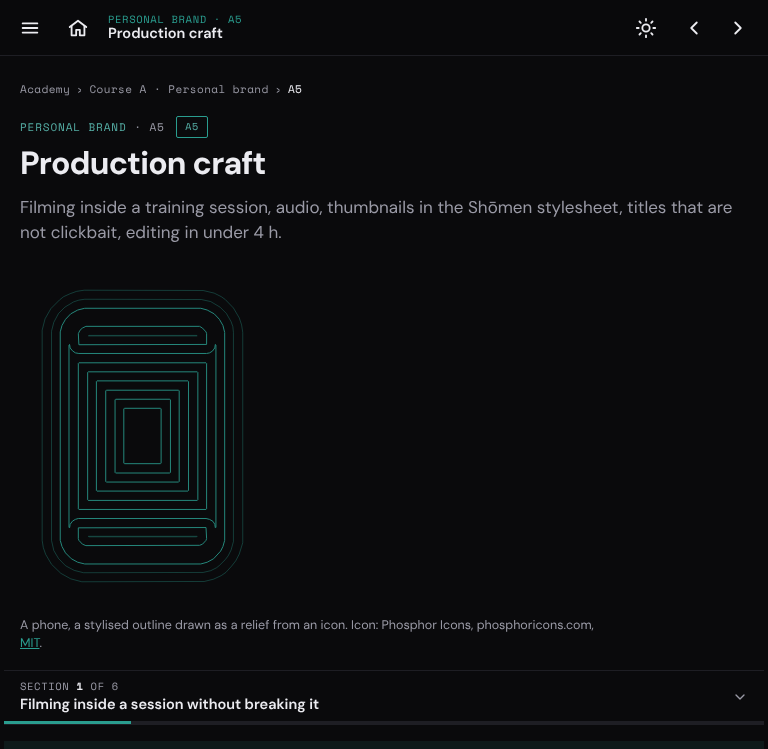 PERSONAL BRAND · A5
Production craft
Academy › Course A · Personal brand › A5
PERSONAL BRAND · A5 A5
Production craft
Filming inside a training session, audio, thumbnails in the Shōmen stylesheet, titles that are
not clickbait, editing in under 4 h.
A phone, a stylised outline drawn as a relief from an icon. Icon: Phosphor Icons, phosphoricons.com,
MIT.
SECTION 1 OF 6
Filming inside a session without breaking it